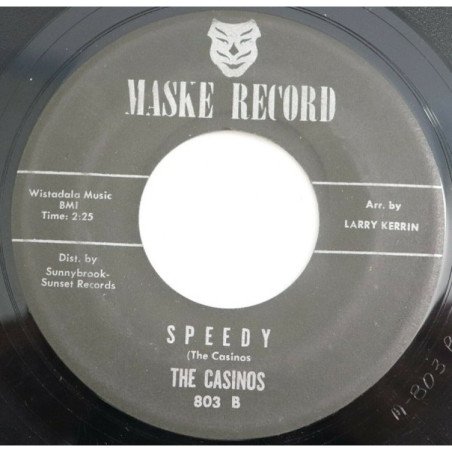 MASKE RECORD
Wistadala Music
BMI
Time: 2:25
Arr. by
LARRY KERRIN
Dist. by
Sunnybrook-
Sunset Records
SPEEDY
(The Casinos
THE CASINOS
803 B
M-803 B